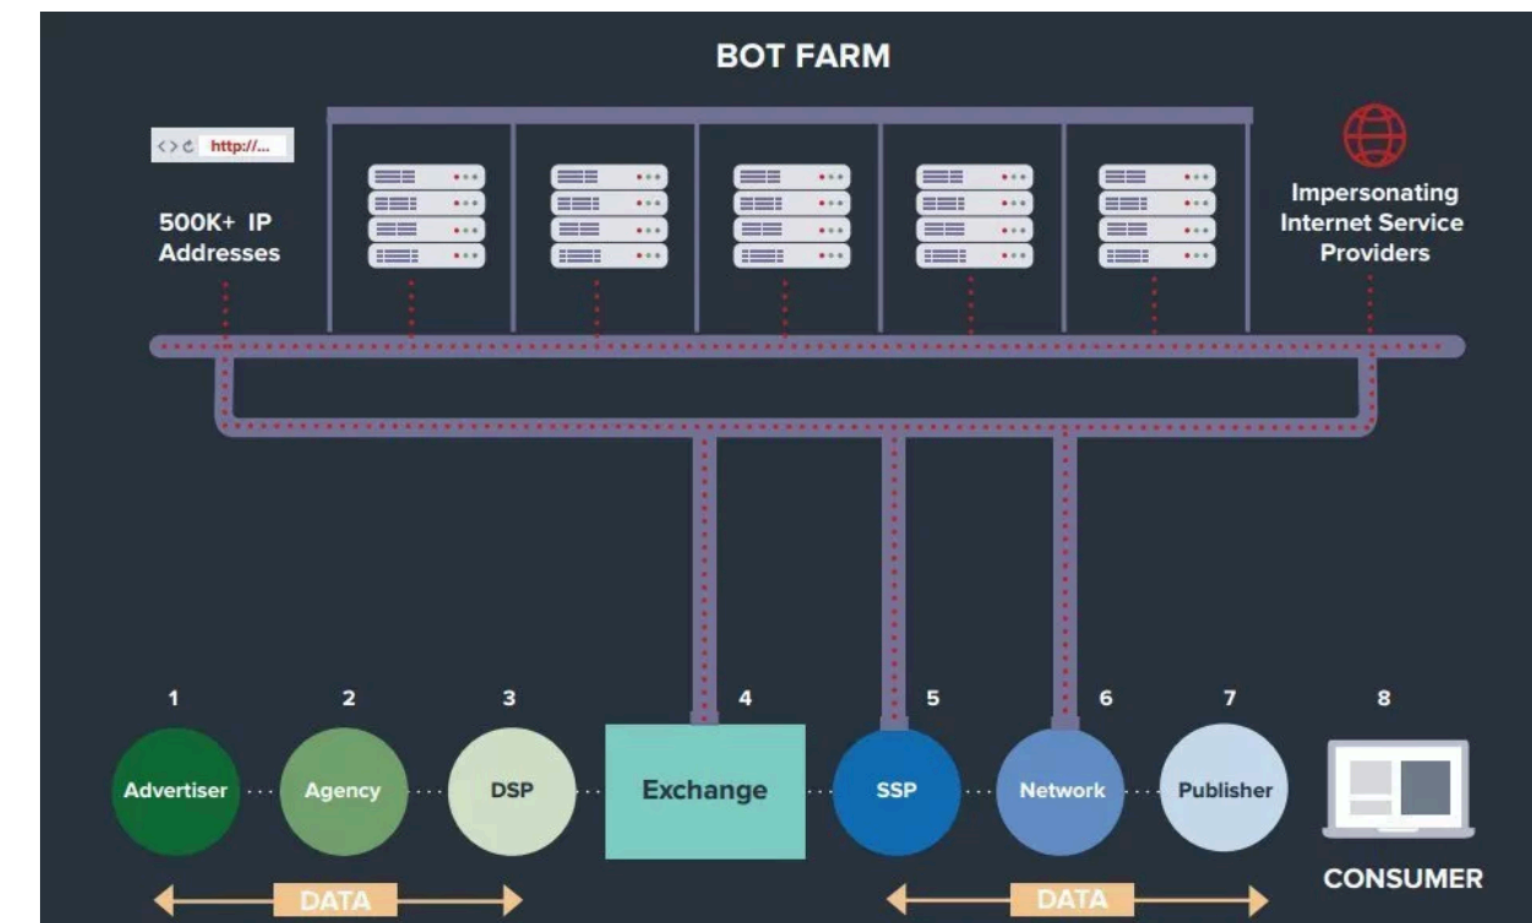 BOT FARM
http://...
500K+ IP
Addresses
Impersonating
Internet Service
Providers
1
2
3
4
5
6
7
8
Advertiser
Agency
DSP
Exchange
SSP
Network
Publisher
CONSUMER
DATA
DATA